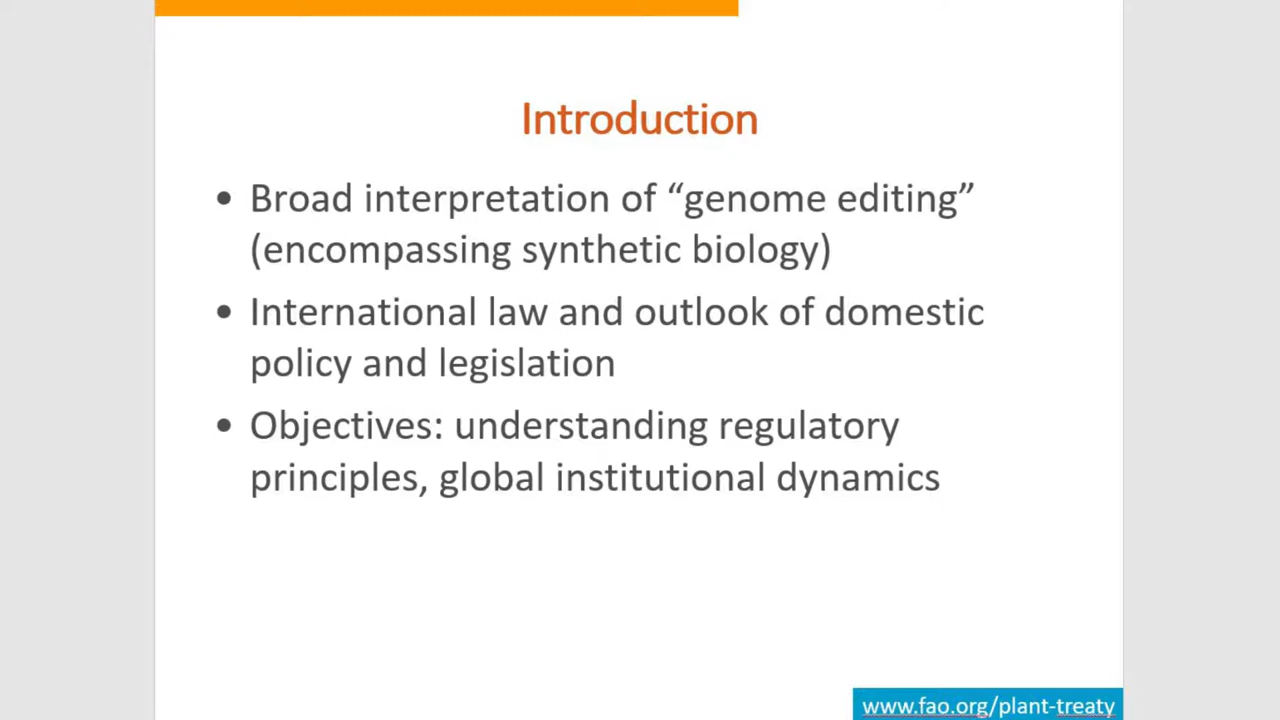 Introduction
• Broad interpretation of “genome editing”
(encompassing synthetic biology)
• International law and outlook of domestic
policy and legislation
• Objectives: understanding regulatory
principles, global institutional dynamics
www.fao.org/plant-treaty